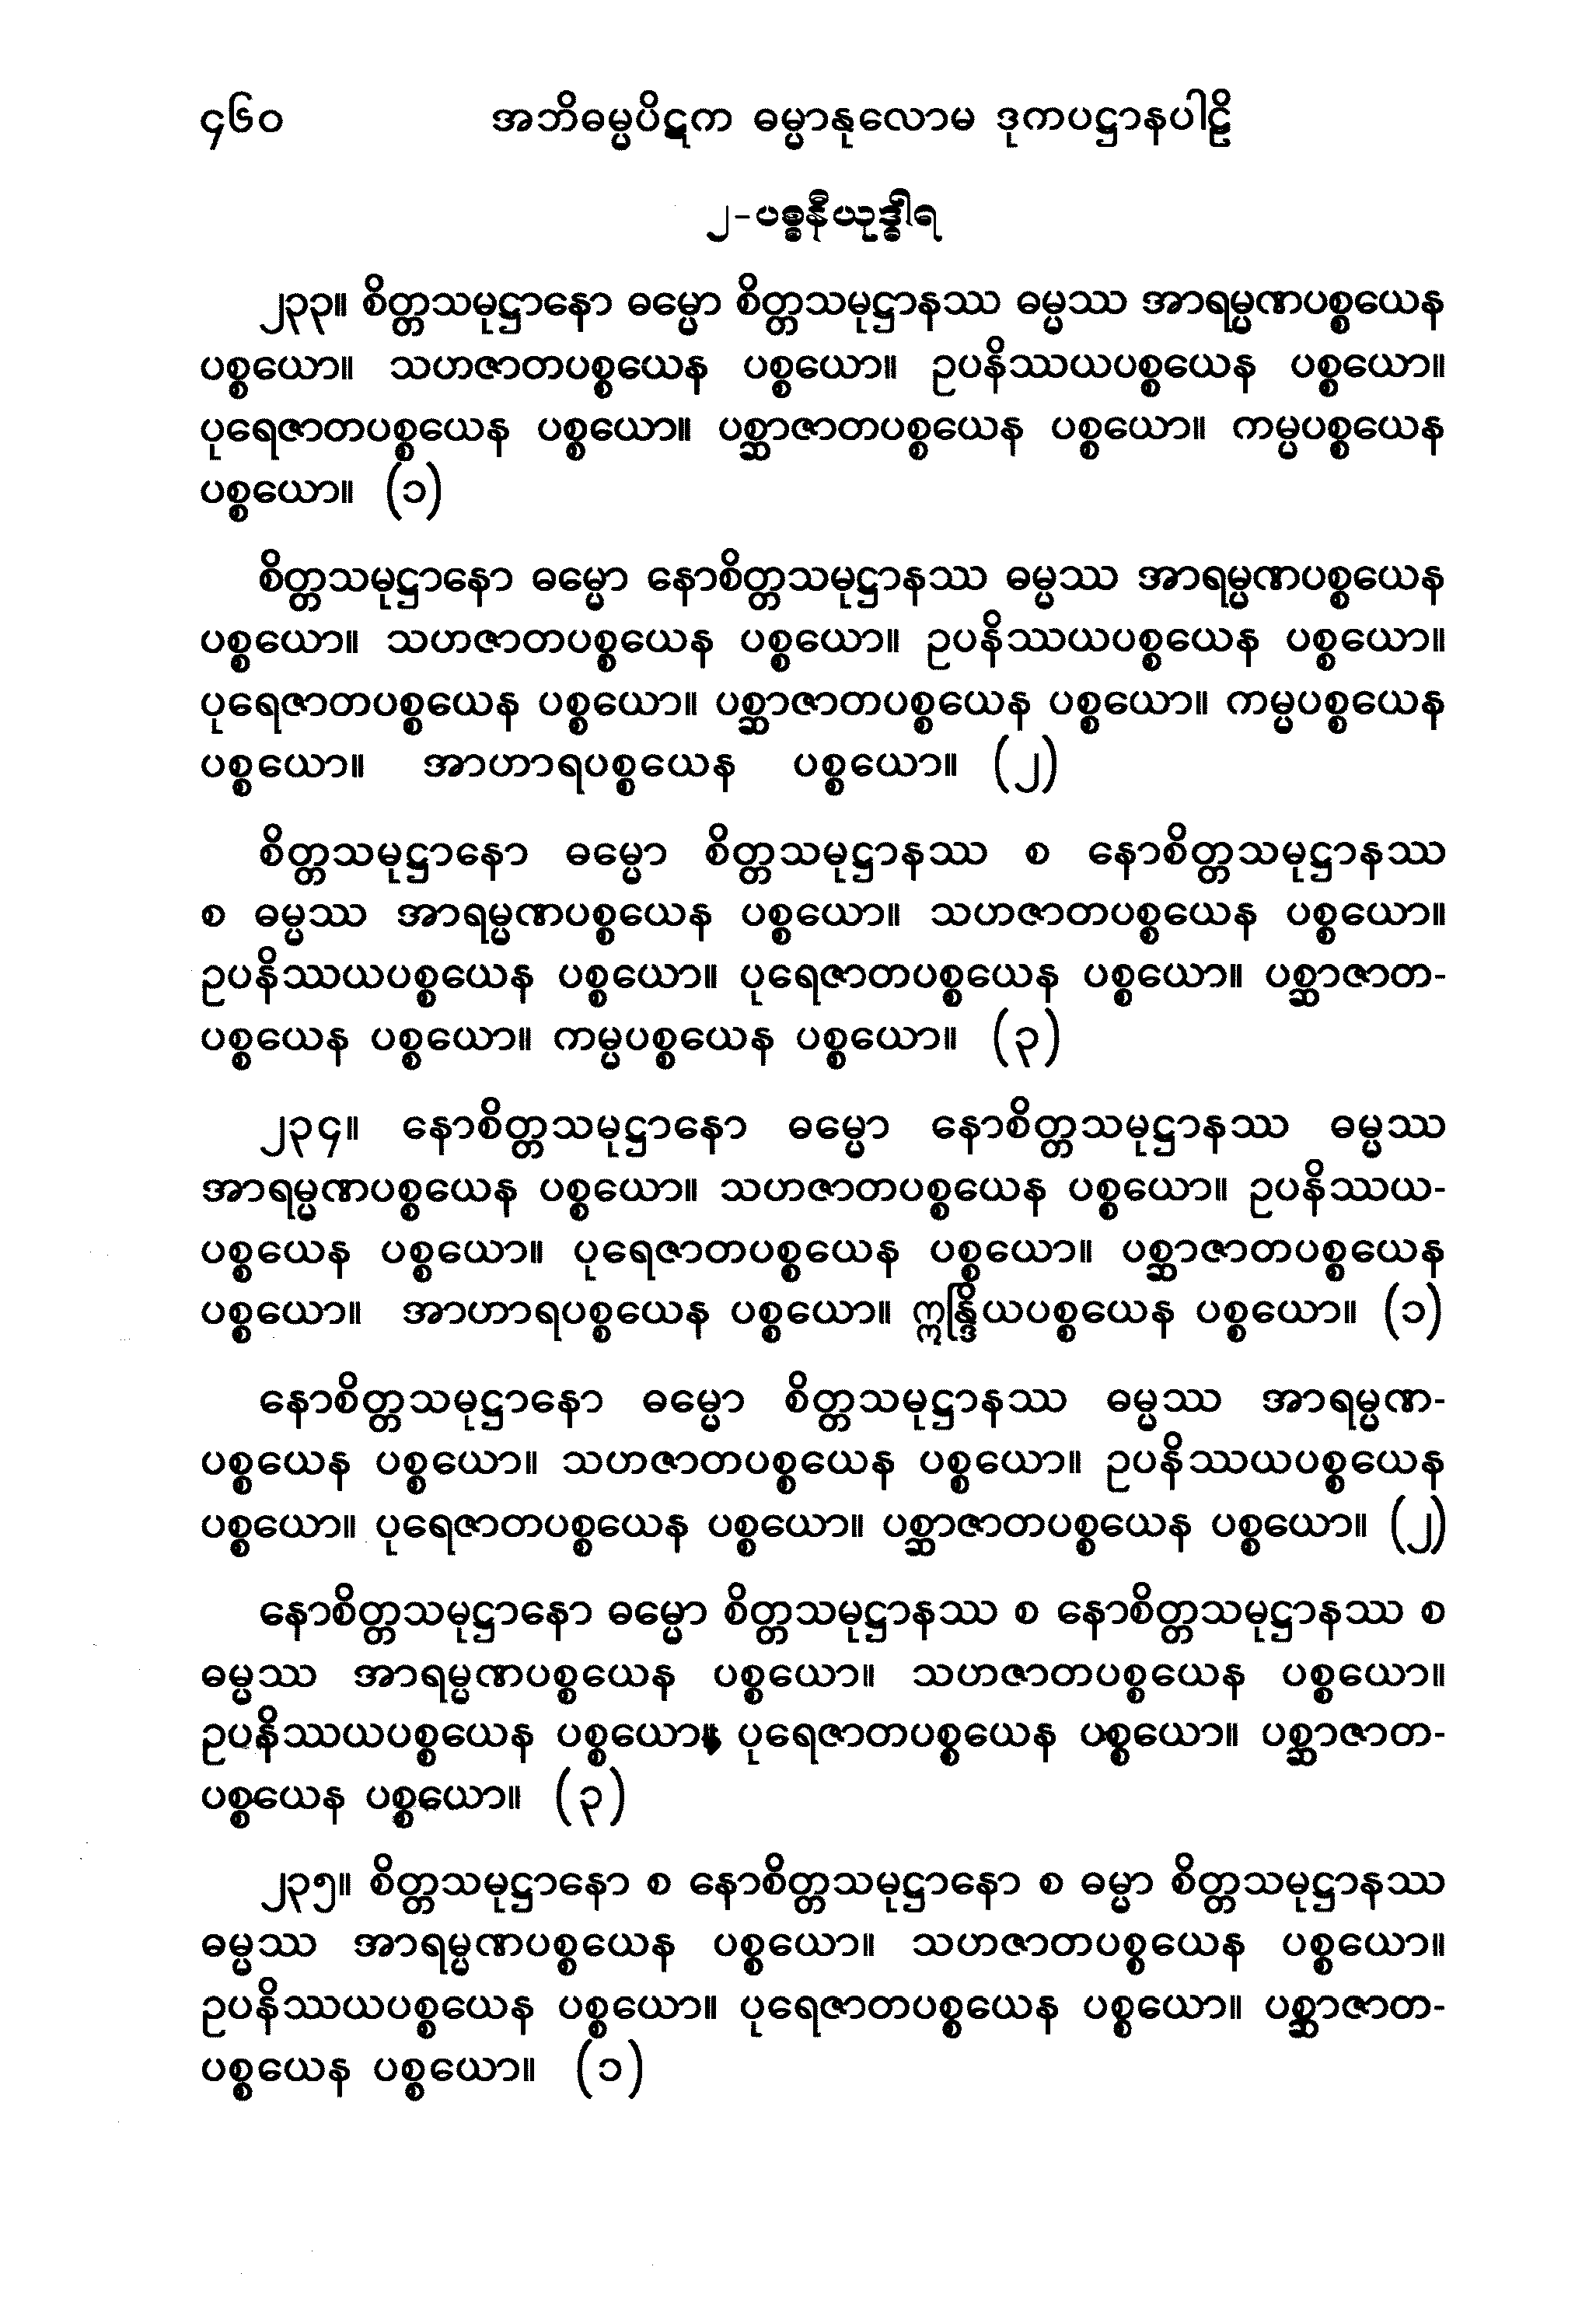 ၄၆၀ အဘိဓမ္မပိဋက ဓမ္မာနုလောမ ဒုကပဋ္ဌာနပါဠိ
၂-ပစ္စနီယုဒ္ဓါရ
၂၃၃။ စိတ္တသမုဋ္ဌာနော ဓမ္မော စိတ္တသမုဋ္ဌာနဿ ဓမ္မဿ အာရမ္မဏပစ္စယေန
ပစ္စယော။ သဟဇာတပစ္စယေန ပစ္စယော။ ဥပနိဿယပစ္စယေန ပစ္စယော။
ပုရေဇာတပစ္စယေန ပစ္စယော။ ပစ္ဆာဇာတပစ္စယေန ပစ္စယော။ ကမ္မပစ္စယေန
ပစ္စယော။ (၁)
စိတ္တသမုဋ္ဌာနော ဓမ္မော နောစိတ္တသမုဋ္ဌာနဿ ဓမ္မဿ အာရမ္မဏပစ္စယေန
ပစ္စယော။ သဟဇာတပစ္စယေန ပစ္စယော။ ဥပနိဿယပစ္စယေန ပစ္စယော။
ပုရေဇာတပစ္စယေန ပစ္စယော။ ပစ္ဆာဇာတပစ္စယေန ပစ္စယော။ ကမ္မပစ္စယေန
ပစ္စယော။ အာဟာရပစ္စယေန ပစ္စယော။ (၂)
စိတ္တသမုဋ္ဌာနော ဓမ္မော စိတ္တသမုဋ္ဌာနဿ စ နောစိတ္တသမုဋ္ဌာနဿ
စ ဓမ္မဿ အာရမ္မဏပစ္စယေန ပစ္စယော။ သဟဇာတပစ္စယေန ပစ္စယော။
ဥပနိဿယပစ္စယေန ပစ္စယော။ ပုရေဇာတပစ္စယေန ပစ္စယော။ ပစ္ဆာဇာတ-
ပစ္စယေန ပစ္စယော။ ကမ္မပစ္စယေန ပစ္စယော။ (၃)
၂၃၄။ နောစိတ္တသမုဋ္ဌာနော ဓမ္မော နောစိတ္တသမုဋ္ဌာနဿ ဓမ္မဿ
အာရမ္မဏပစ္စယေန ပစ္စယော။ သဟဇာတပစ္စယေန ပစ္စယော။ ဥပနိဿယ-
ပစ္စယေန ပစ္စယော။ ပုရေဇာတပစ္စယေန ပစ္စယော။ ပစ္ဆာဇာတပစ္စယေန
ပစ္စယော။ အာဟာရပစ္စယေန ပစ္စယော။ ဣန္ဒြိယပစ္စယေန ပစ္စယော။ (၁)
နောစိတ္တသမုဋ္ဌာနော ဓမ္မော စိတ္တသမုဋ္ဌာနဿ ဓမ္မဿ အာရမ္မဏ-
ပစ္စယေန ပစ္စယော။ သဟဇာတပစ္စယေန ပစ္စယော။ ဥပနိဿယပစ္စယေန
ပစ္စယော။ ပုရေဇာတပစ္စယေန ပစ္စယော။ ပစ္ဆာဇာတပစ္စယေန ပစ္စယော။ (၂)
နောစိတ္တသမုဋ္ဌာနော ဓမ္မော စိတ္တသမုဋ္ဌာနဿ စ နောစိတ္တသမုဋ္ဌာနဿ စ
ဓမ္မဿ အာရမ္မဏပစ္စယေန ပစ္စယော။ သဟဇာတပစ္စယေန ပစ္စယော။
ဥပနိဿယပစ္စယေန ပစ္စယော။ ပုရေဇာတပစ္စယေန ပစ္စယော။ ပစ္ဆာဇာတ-
ပစ္စယေန ပစ္စယော။ (၃)
၂၃၅။ စိတ္တသမုဋ္ဌာနော စ နောစိတ္တသမုဋ္ဌာနော စ ဓမ္မာ စိတ္တသမုဋ္ဌာနဿ
ဓမ္မဿ အာရမ္မဏပစ္စယေန ပစ္စယော။ သဟဇာတပစ္စယေန ပစ္စယော။
ဥပနိဿယပစ္စယေန ပစ္စယော။ ပုရေဇာတပစ္စယေန ပစ္စယော။ ပစ္ဆာဇာတ-
ပစ္စယေန ပစ္စယော။ (၁)